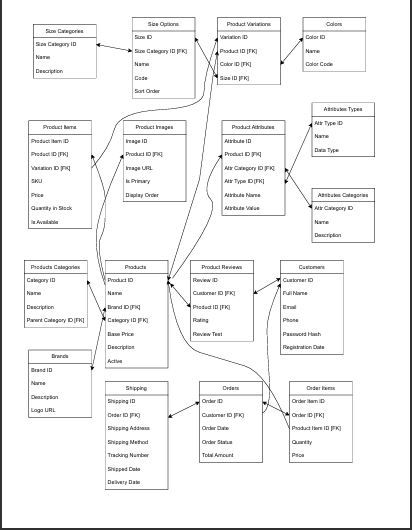 Size Categories
Size Category ID
Name
Description
Size Options
Size ID
Size Category ID [FK]
Name
Code
Sort Order
Product Variations
Variation ID
Product ID [FK]
Color ID [FK]
Size ID [FK]
Colors
Color ID
Name
Color Code
Product Items
Product Item ID
Product ID [FK]
Variation ID [FK]
SKU
Price
Quantity in Stock
Is Available
Product Images
Image ID
Product ID [FK]
Image URL
Is Primary
Display Order
Product Attributes
Attribute ID
Product ID [FK]
Attr Category ID [FK]
Attr Type ID [FK]
Attribute Name
Attribute Value
Attributes Types
Attr Type ID
Name
Data Type
Attributes Categories
Attr Category ID
Name
Description
Products Categories
Category ID
Name
Description
Parent Category ID [FK]
Products
Product ID
Name
Brand ID [FK]
Category ID [FK]
Base Price
Description
Active
Product Reviews
Review ID
Customer ID [FK]
Product ID [FK]
Rating
Review Text
Customers
Customer ID
Full Name
Email
Phone
Password Hash
Registration Date
Brands
Brand ID
Name
Description
Logo URL
Shipping
Shipping ID
Order ID [FK]
Shipping Address
Shipping Method
Tracking Number
Shipped Date
Delivery Date
Orders
Order ID
Customer ID [FK]
Order Date
Order Status
Total Amount
Order Items
Order Item ID
Order ID [FK]
Product Item ID [FK]
Quantity
Price